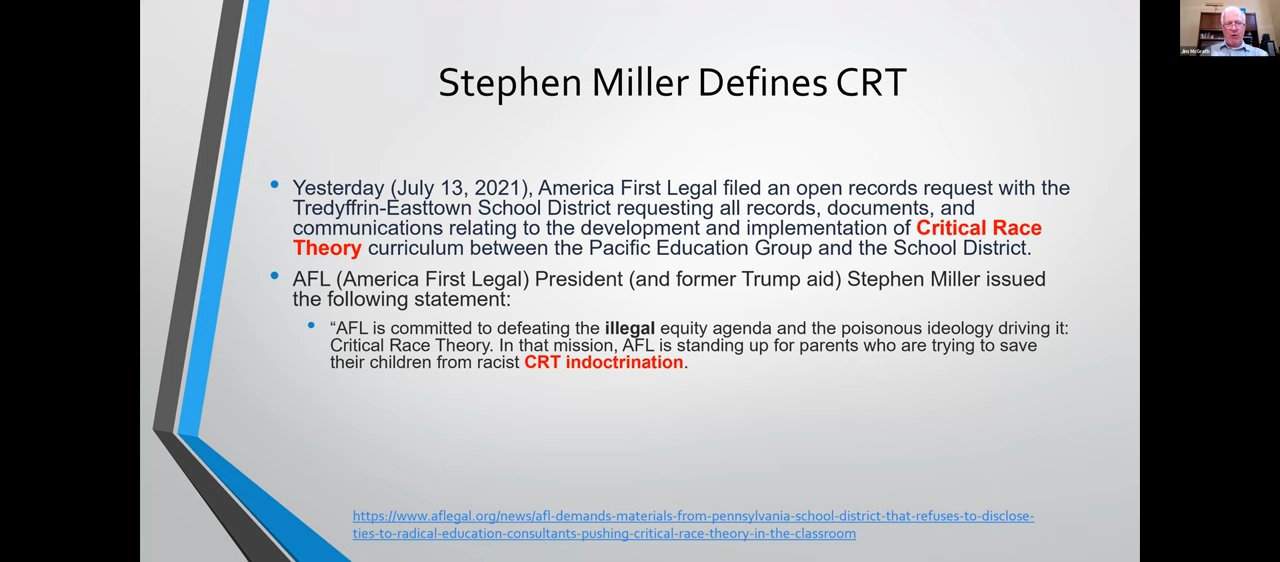 Stephen Miller Defines CRT
Yesterday (July 13, 2021), America First Legal filed an open records request with the
Tredyffrin-Easttown School District requesting all records, documents, and
communications relating to the development and implementation of Critical Race
Theory curriculum between the Pacific Education Group and the School District.
AFL (America First Legal) President (and former Trump aid) Stephen Miller issued
the following statement:
“AFL is committed to defeating the illegal equity agenda and the poisonous ideology driving it:
Critical Race Theory. In that mission, AFL is standing up for parents who are trying to save
their children from racist CRT indoctrination.
https://www.aflegal.org/news/afl-demands-materials-from-pennsylvania-school-district-that-refuses-to-disclose-
ties-to-radical-education-consultants-pushing-critical-race-theory-in-the-classroom
Jim McGrath